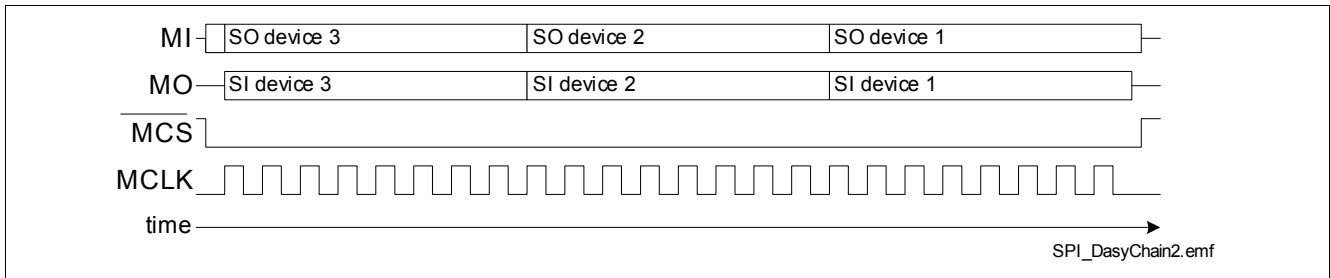 MI SO device 3 SO device 2 SO device 1
MO SI device 3 SI device 2 SI device 1
MCS
MCLK
time
SPI_DasyChain2.emf